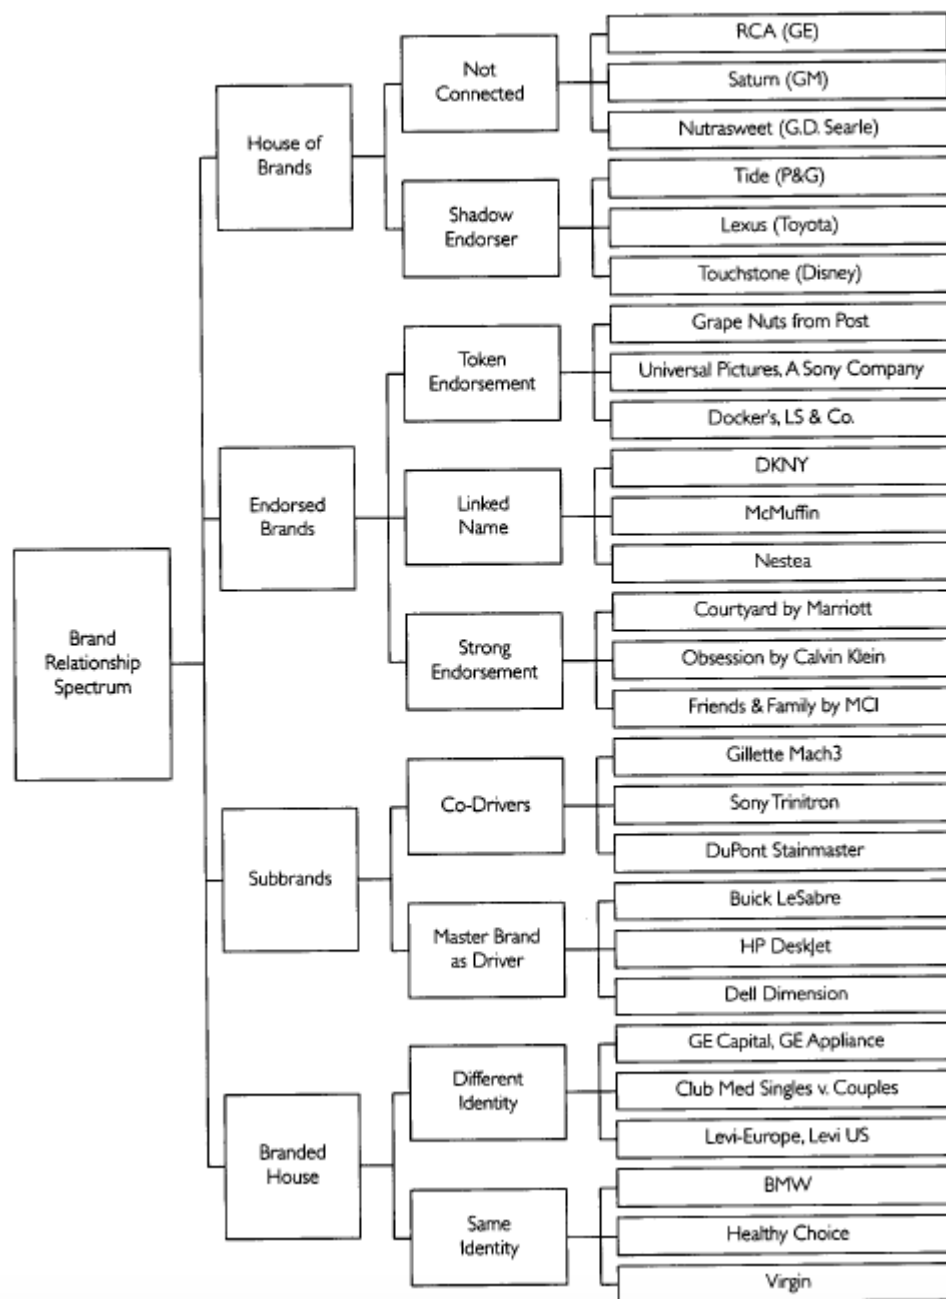 Brand
Relationship
Spectrum
House of
Brands
Not
Connected
RCA (GE)
Saturn (GM)
Nutrasweet (G.D. Searle)
Shadow
Endorser
Tide (P&G)
Lexus (Toyota)
Touchstone (Disney)
Endorsed
Brands
Token
Endorsement
Grape Nuts from Post
Universal Pictures, A Sony Company
Docker's, LS & Co.
Linked
Name
DKNY
McMuffin
Nestea
Strong
Endorsement
Courtyard by Marriott
Obsession by Calvin Klein
Friends & Family by MCI
Subbrands
Co-Drivers
Gillette Mach3
Sony Trinitron
DuPont Stainmaster
Master Brand
as Driver
Buick LeSabre
HP DeskJet
Dell Dimension
Branded
House
Different
Identity
GE Capital, GE Appliance
Club Med Singles v. Couples
Levi-Europe, Levi US
Same
Identity
BMW
Healthy Choice
Virgin